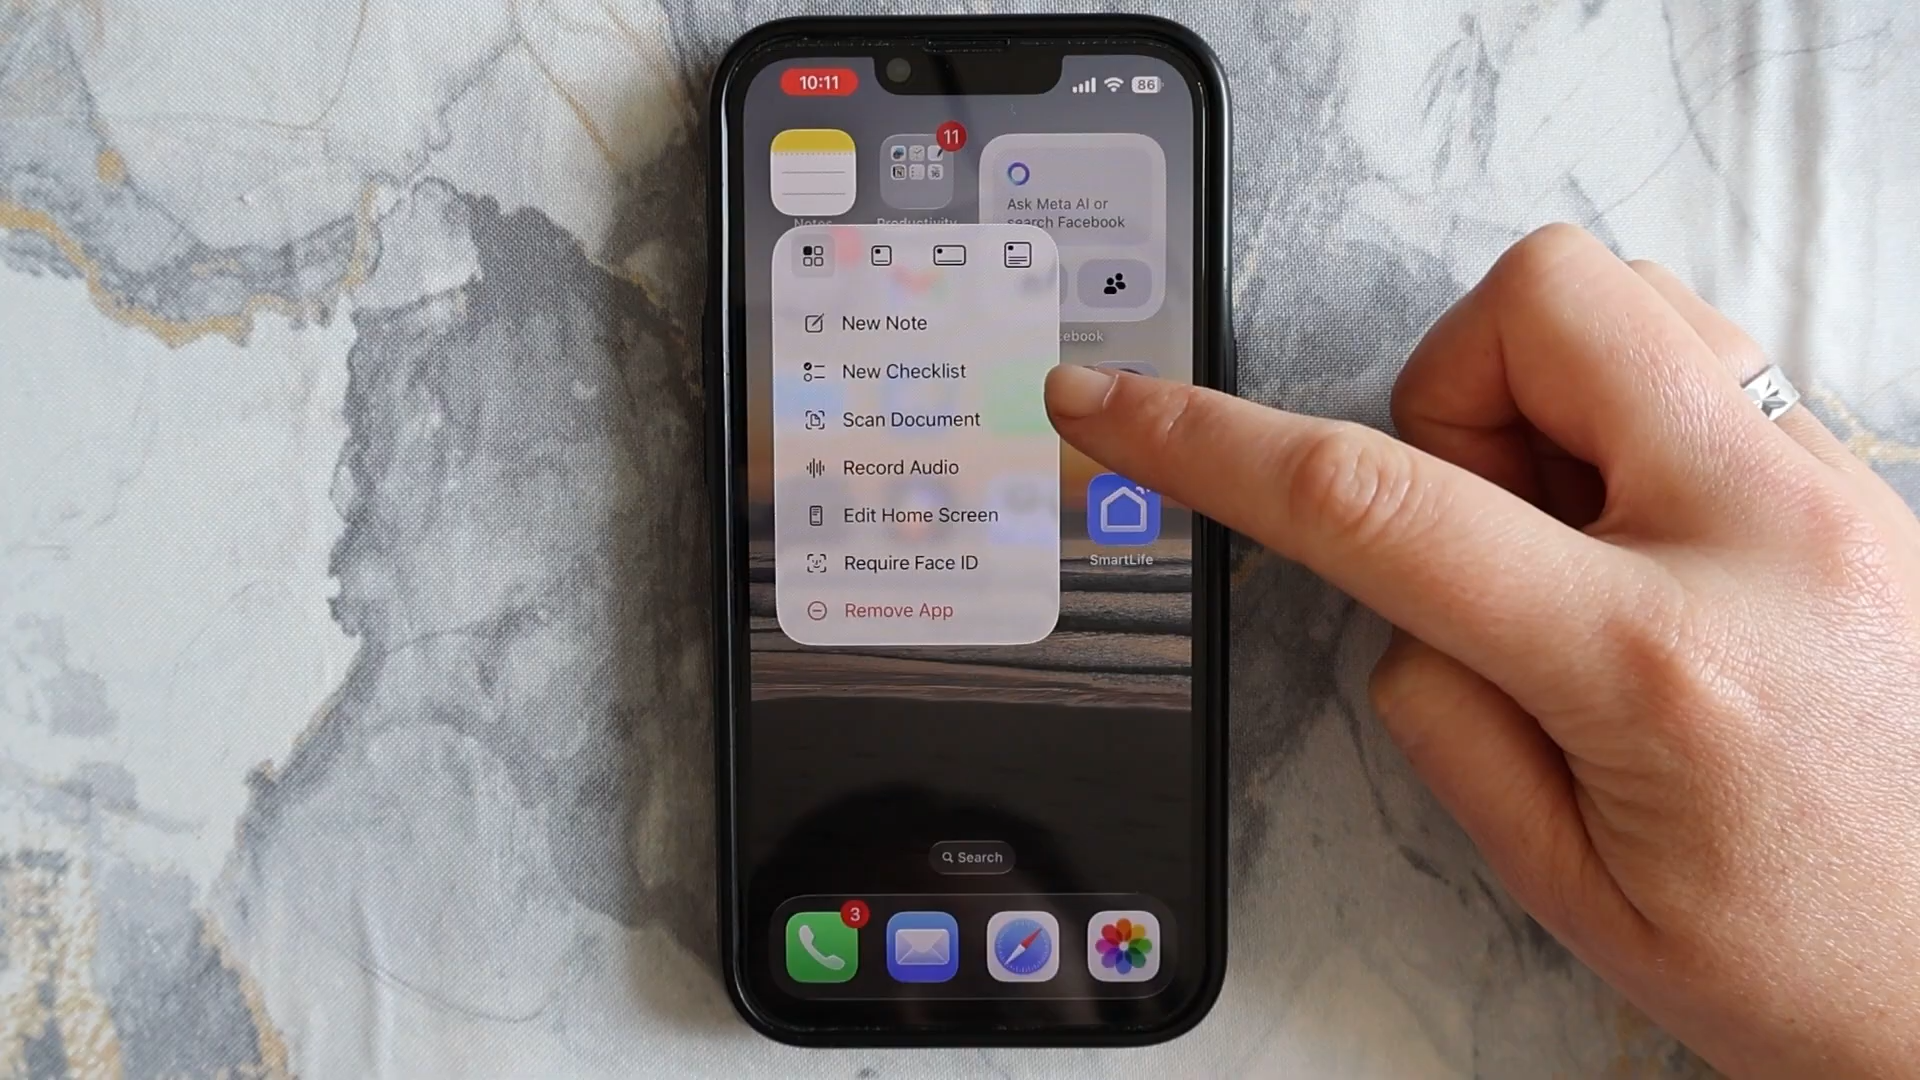 10:11
86
11
Notes
Productivity
Ask Meta AI or
search Facebook
cebook
New Note
New Checklist
Scan Document
Record Audio
Edit Home Screen
Require Face ID
Remove App
SmartLife
Search
3